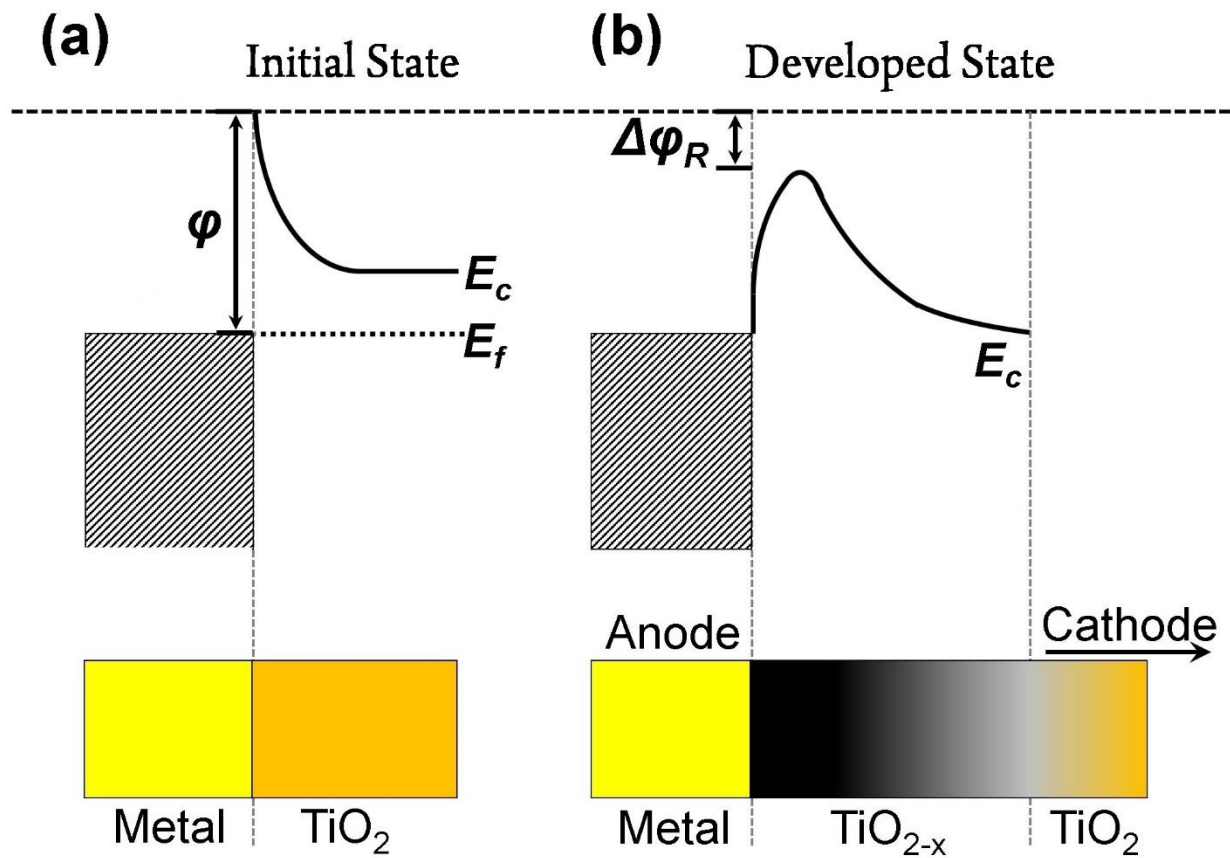 (a) Initial State
(b) Developed State
φ
E_c
E_f
Δφ_R
E_c
Metal
TiO₂
Anode
Cathode
Metal
TiO₂₋ₓ
TiO₂